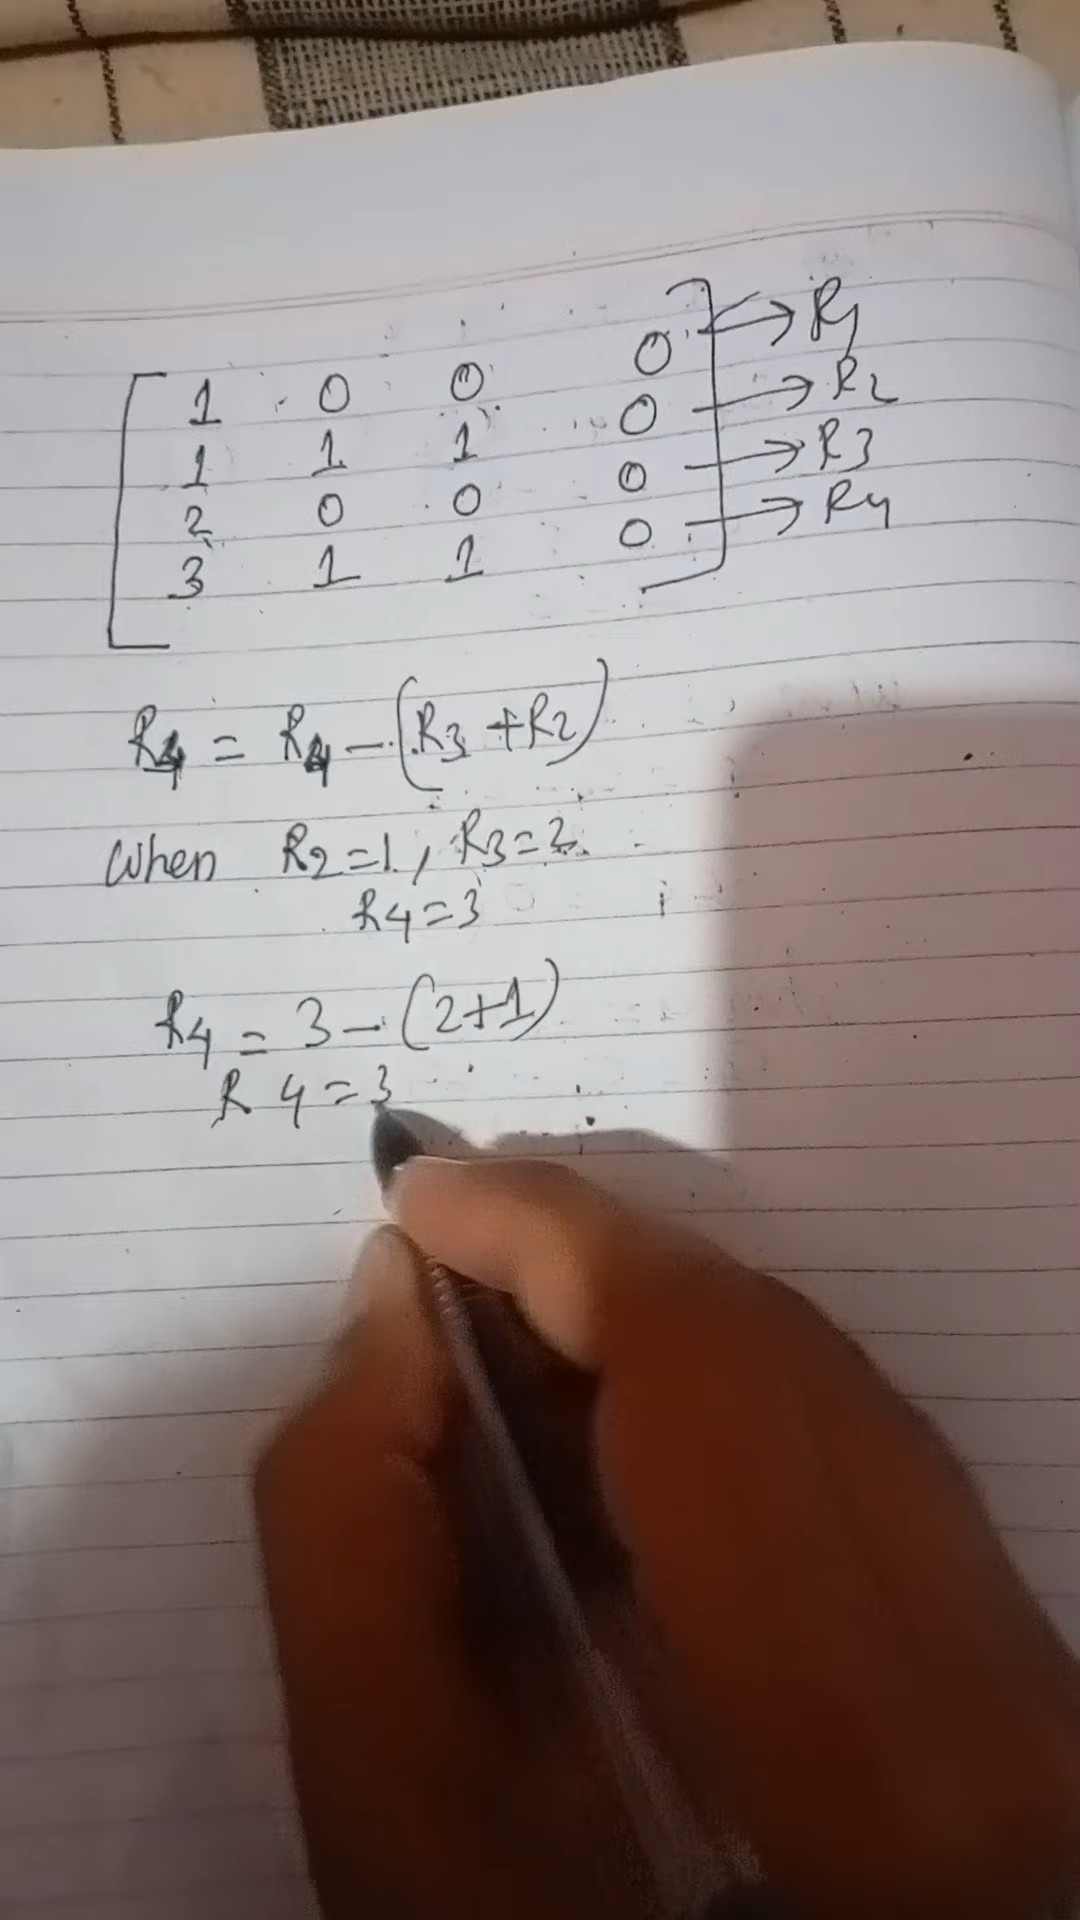 1 0 0 0 → R1
1 1 1 0 → R2
2 0 0 0 → R3
3 1 1 0 → R4
R4 = R4 - (R3 + R2)
When R2 = 1, R3 = 2
R4 = 3
R4 = 3 - (2+1)
R4 = 3